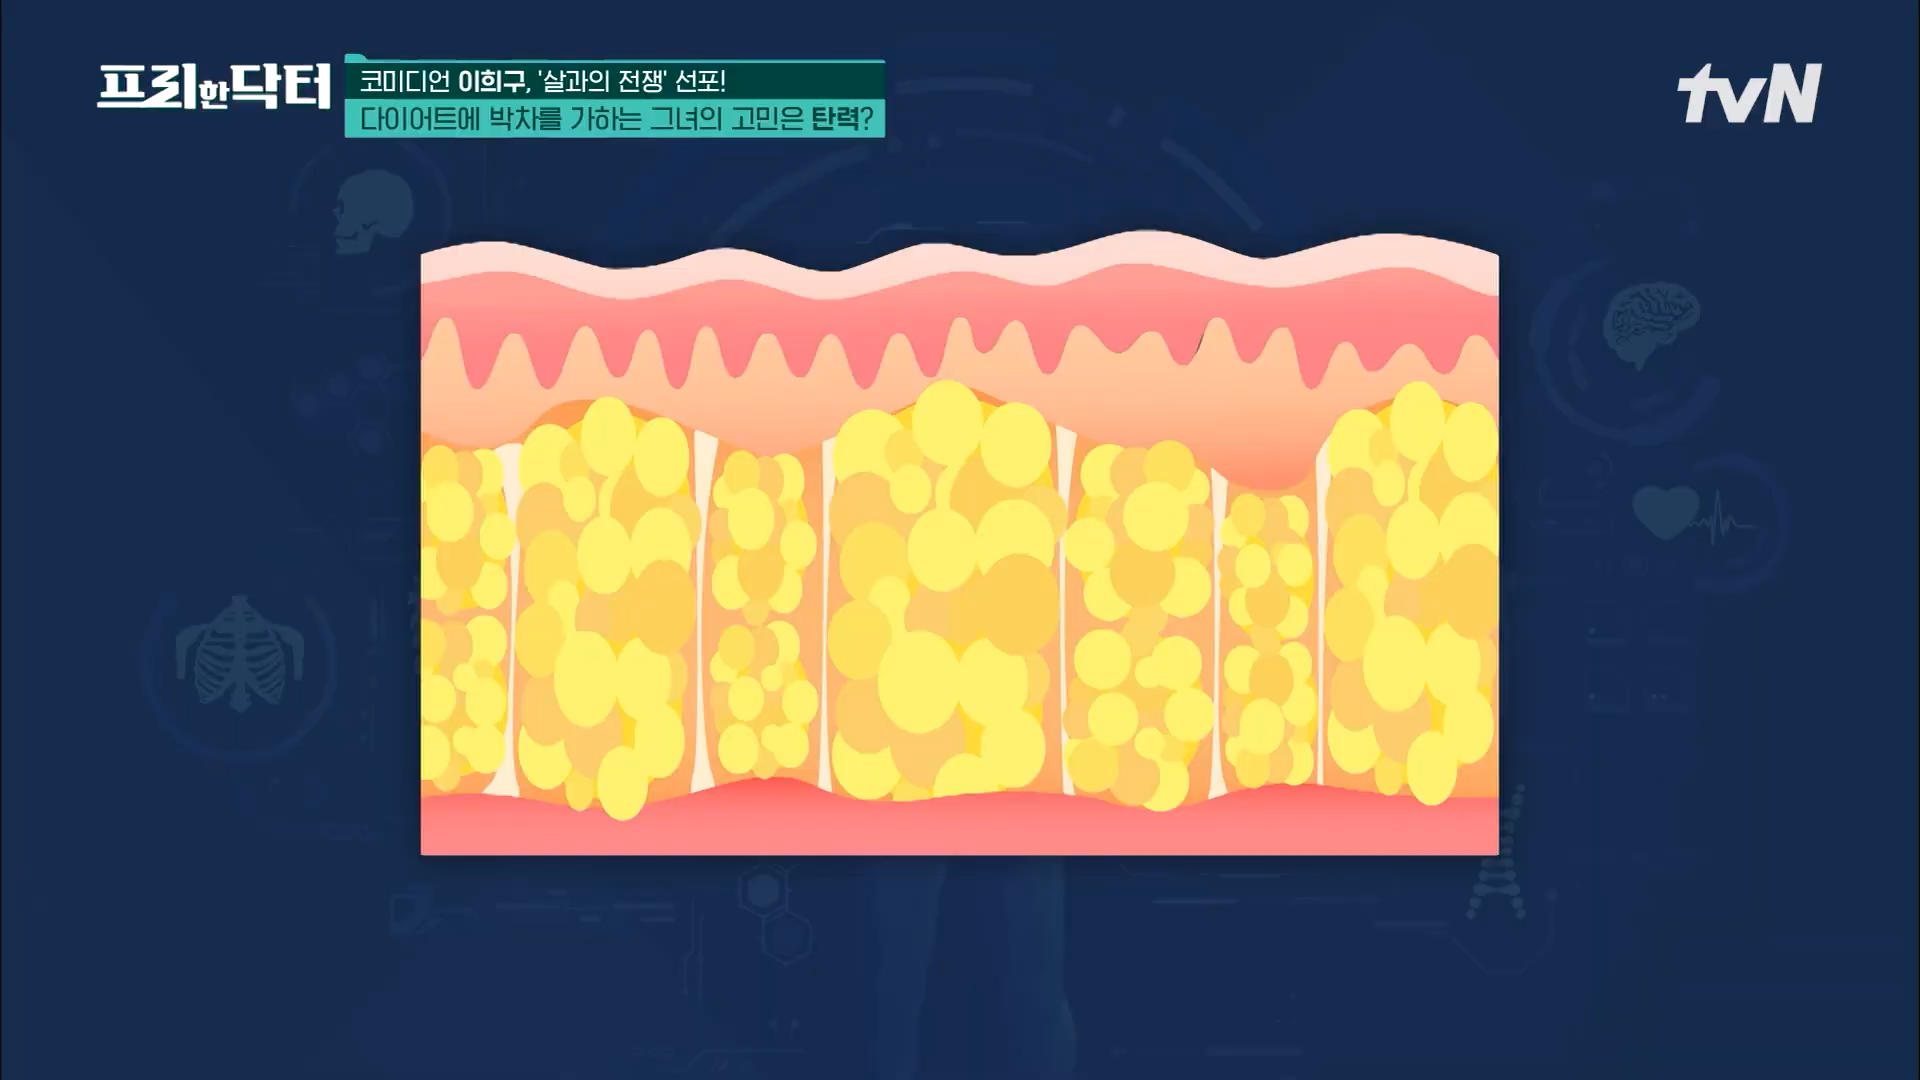 프리한닥터
코미디언 이희구, '살과의 전쟁' 선포!
다이어트에 박차를 가하는 그녀의 고민은 탄력?
tvN